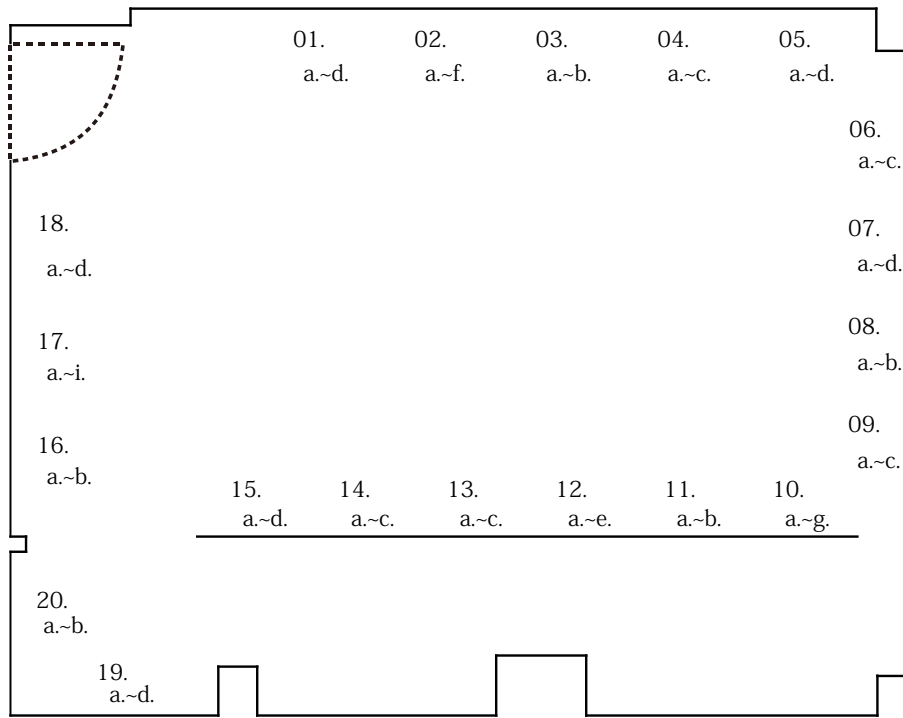 01.
a.~d.
02.
a.~f.
03.
a.~b.
04.
a.~c.
05.
a.~d.
06.
a.~c.
07.
a.~d.
08.
a.~b.
09.
a.~c.
10.
a.~g.
11.
a.~b.
12.
a.~e.
13.
a.~c.
14.
a.~c.
15.
a.~d.
16.
a.~b.
17.
a.~i.
18.
a.~d.
19.
a.~d.
20.
a.~b.